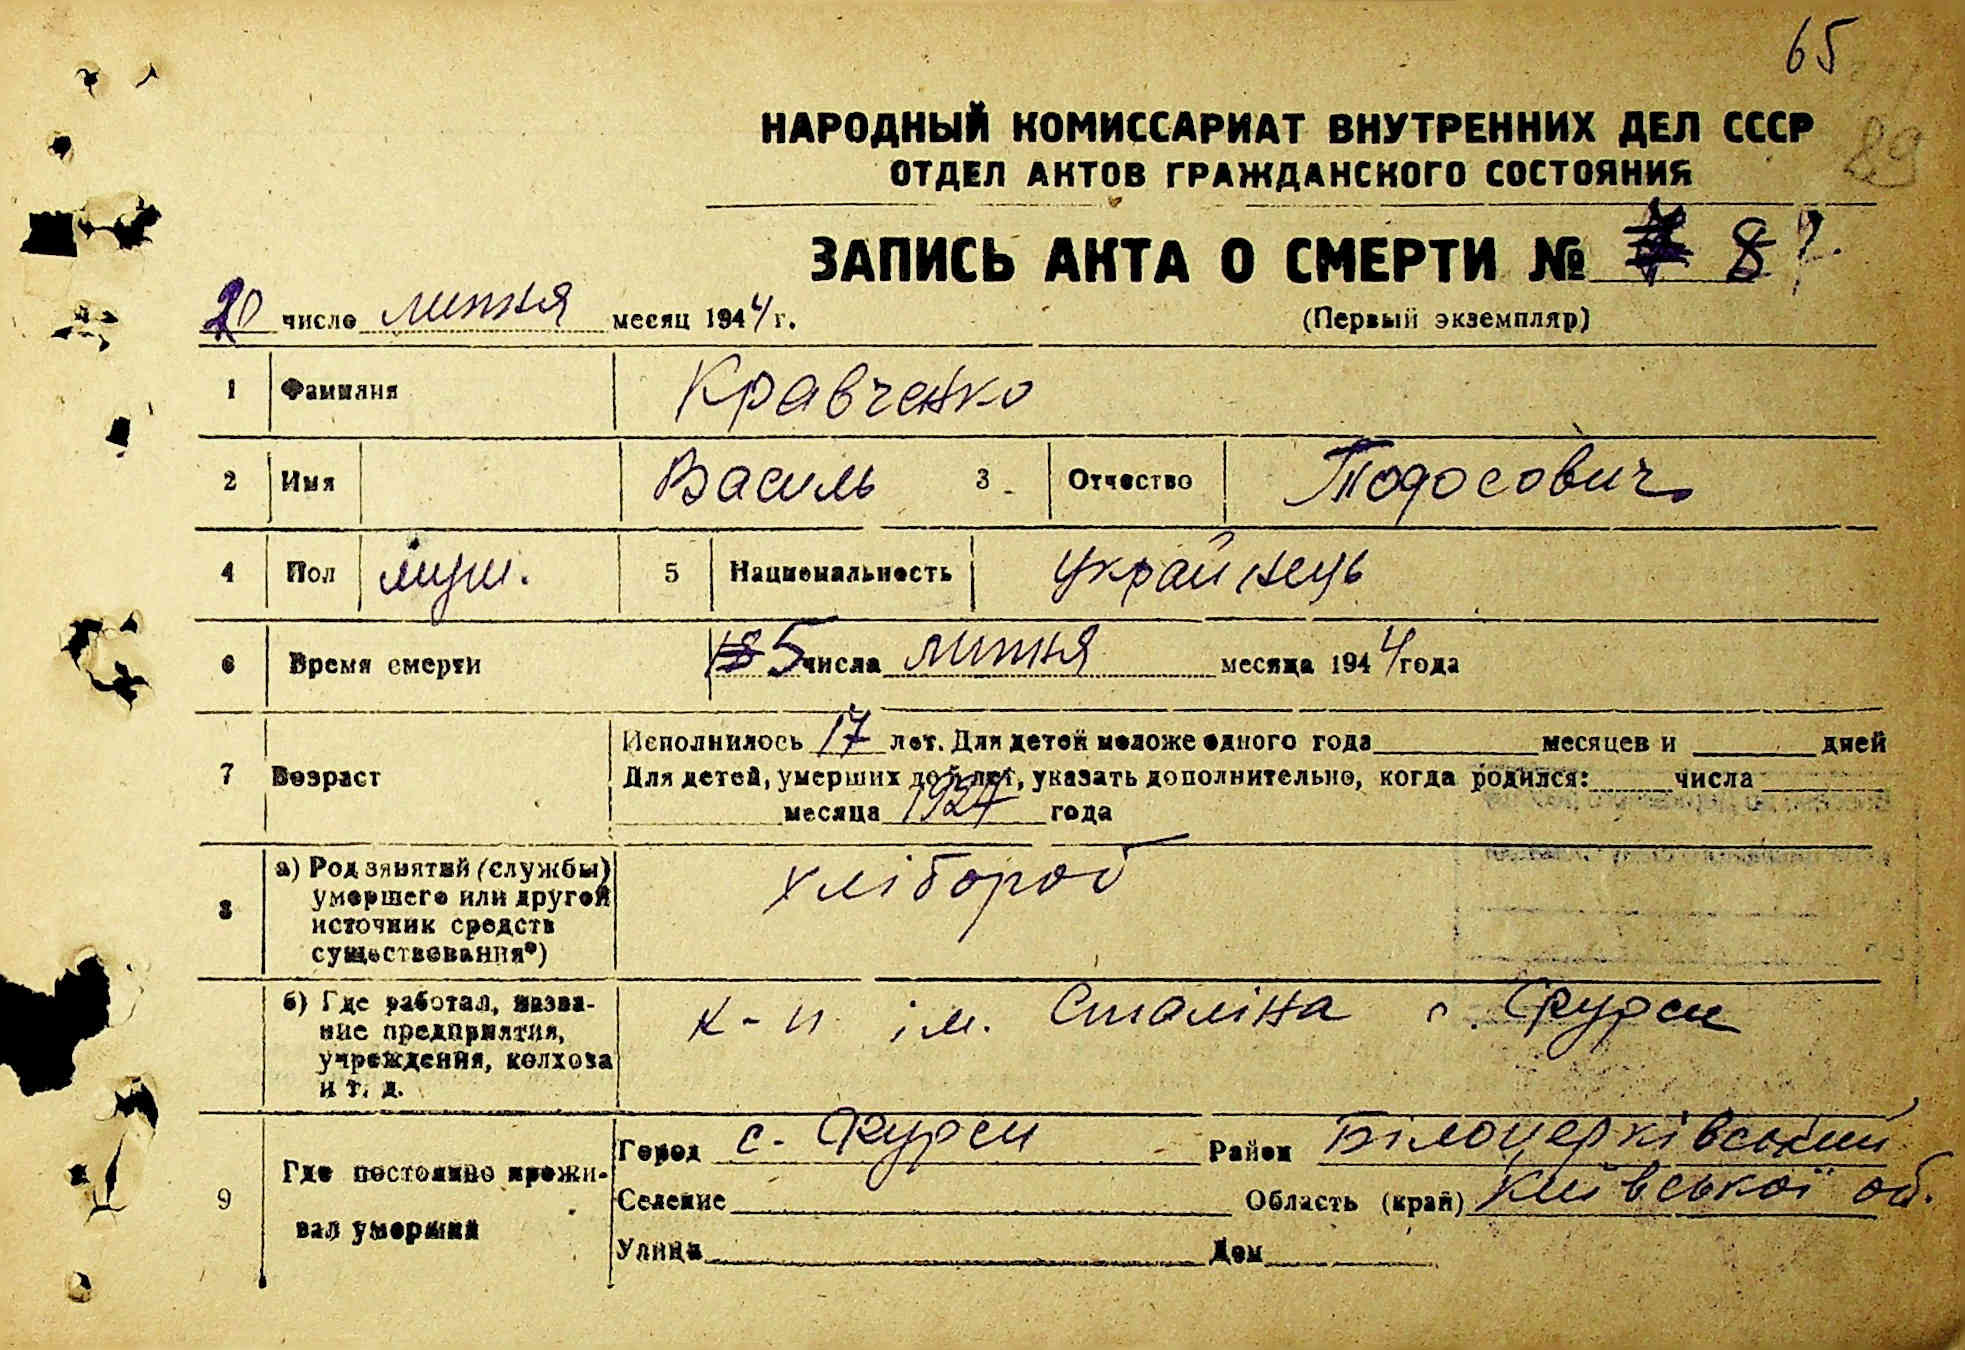 65
НАРОДНЫЙ КОМИССАРИАТ ВНУТРЕННИХ ДЕЛ СССР
89
ОТДЕЛ АКТОВ ГРАЖДАНСКОГО СОСТОЯНИЯ
ЗАПИСЬ АКТА О СМЕРТИ № 87.
20 число липня месяц 1944 г.
(Первый экземпляр)
1 Фамилия Кравченко
2 Имя Василь 3 Отчество Тодосович
4 Пол муж. 5 Национальность українець
6 Время смерти 5 числа липня месяца 1944 года
Исполнилось 17 лет. Для детей моложе одного года месяцев и дней
7 Возраст Для детей, умерших до 5 лет, указать дополнительно, когда родился: числа
месяца 1927 года
8 а) Род занятий (службы) умершего или другой источник средств существования*) хлібороб
б) Где работал, название предприятия, учреждения, колхоза и т. д. к-п ім. Сталіна с. Фурси
9 Где постоянно проживал умерший
Город с. Фурси Район Білоцерківський
Селение Область (край) Київської об.
Улица Дом